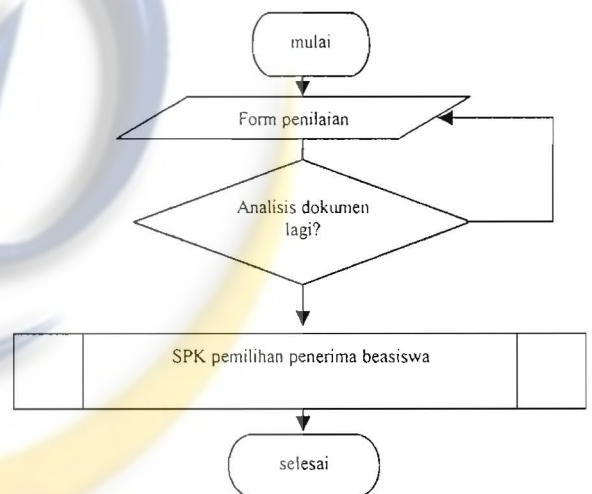 mulai
Form penilaian
Analisis dokumen
lagi?
SPK pemilihan penerima beasiswa
selesai